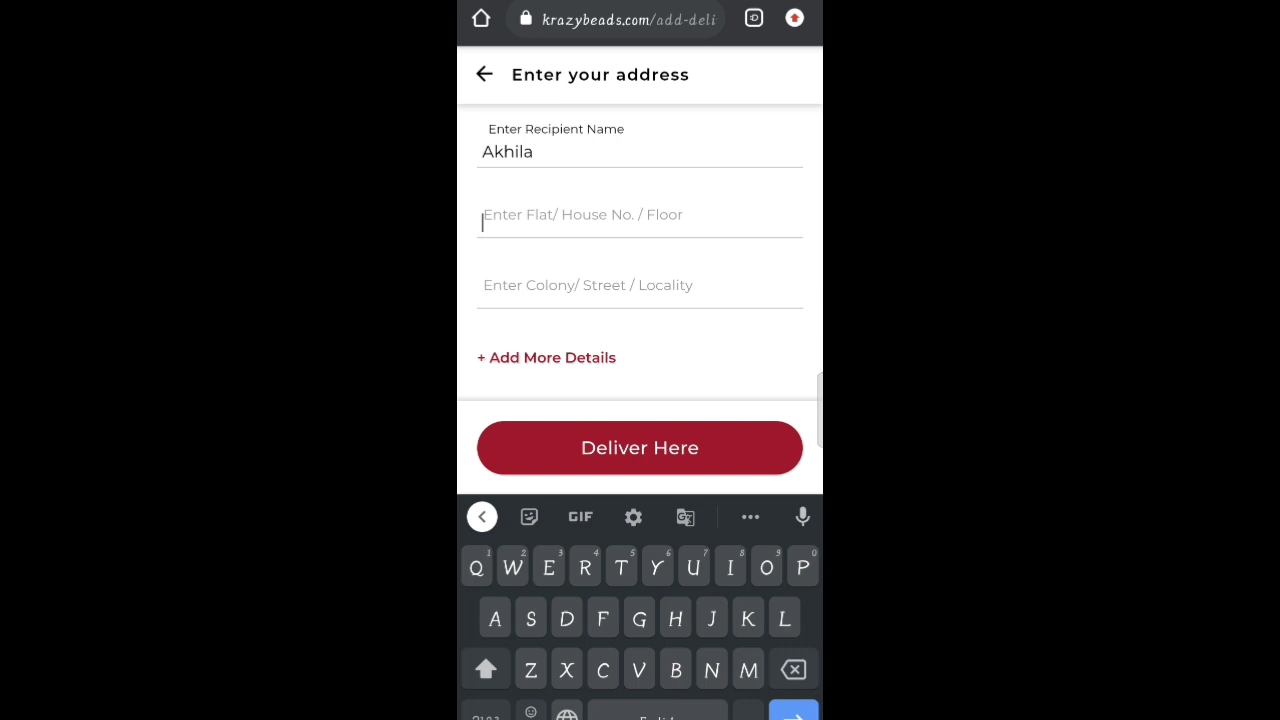 krazybeads.com/add-deli
Enter your address
Enter Recipient Name
Akhila
Enter Flat/ House No. / Floor
Enter Colony/ Street / Locality
+ Add More Details
Deliver Here
GIF
1 2 3 4 5 6 7 8 9 0
Q W E R T Y U I O P
A S D F G H J K L
Z X C V B N M